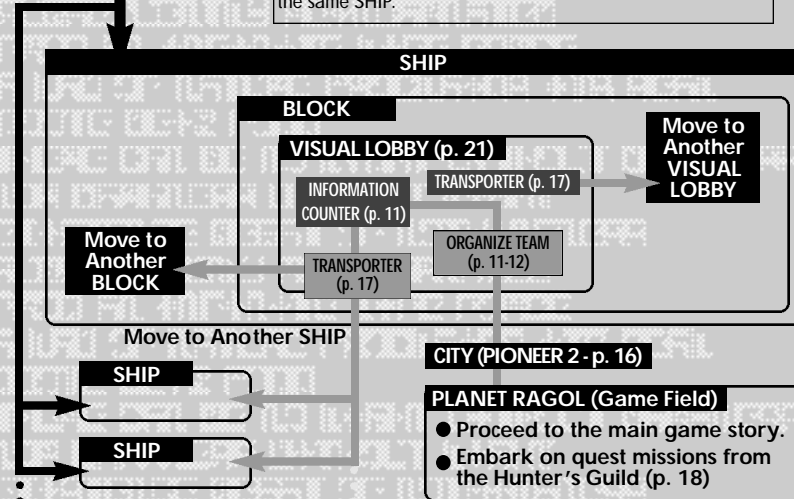 the same SHIP.
SHIP
BLOCK
VISUAL LOBBY (p. 21)
INFORMATION
COUNTER (p. 11)
TRANSPORTER (p. 17)
Move to
Another
VISUAL
LOBBY
Move to
Another
BLOCK
TRANSPORTER
(p. 17)
ORGANIZE TEAM
(p. 11-12)
Move to Another SHIP
SHIP
SHIP
CITY (PIONEER 2 - p. 16)
PLANET RAGOL (Game Field)
● Proceed to the main game story.
● Embark on quest missions from
the Hunter's Guild (p. 18)